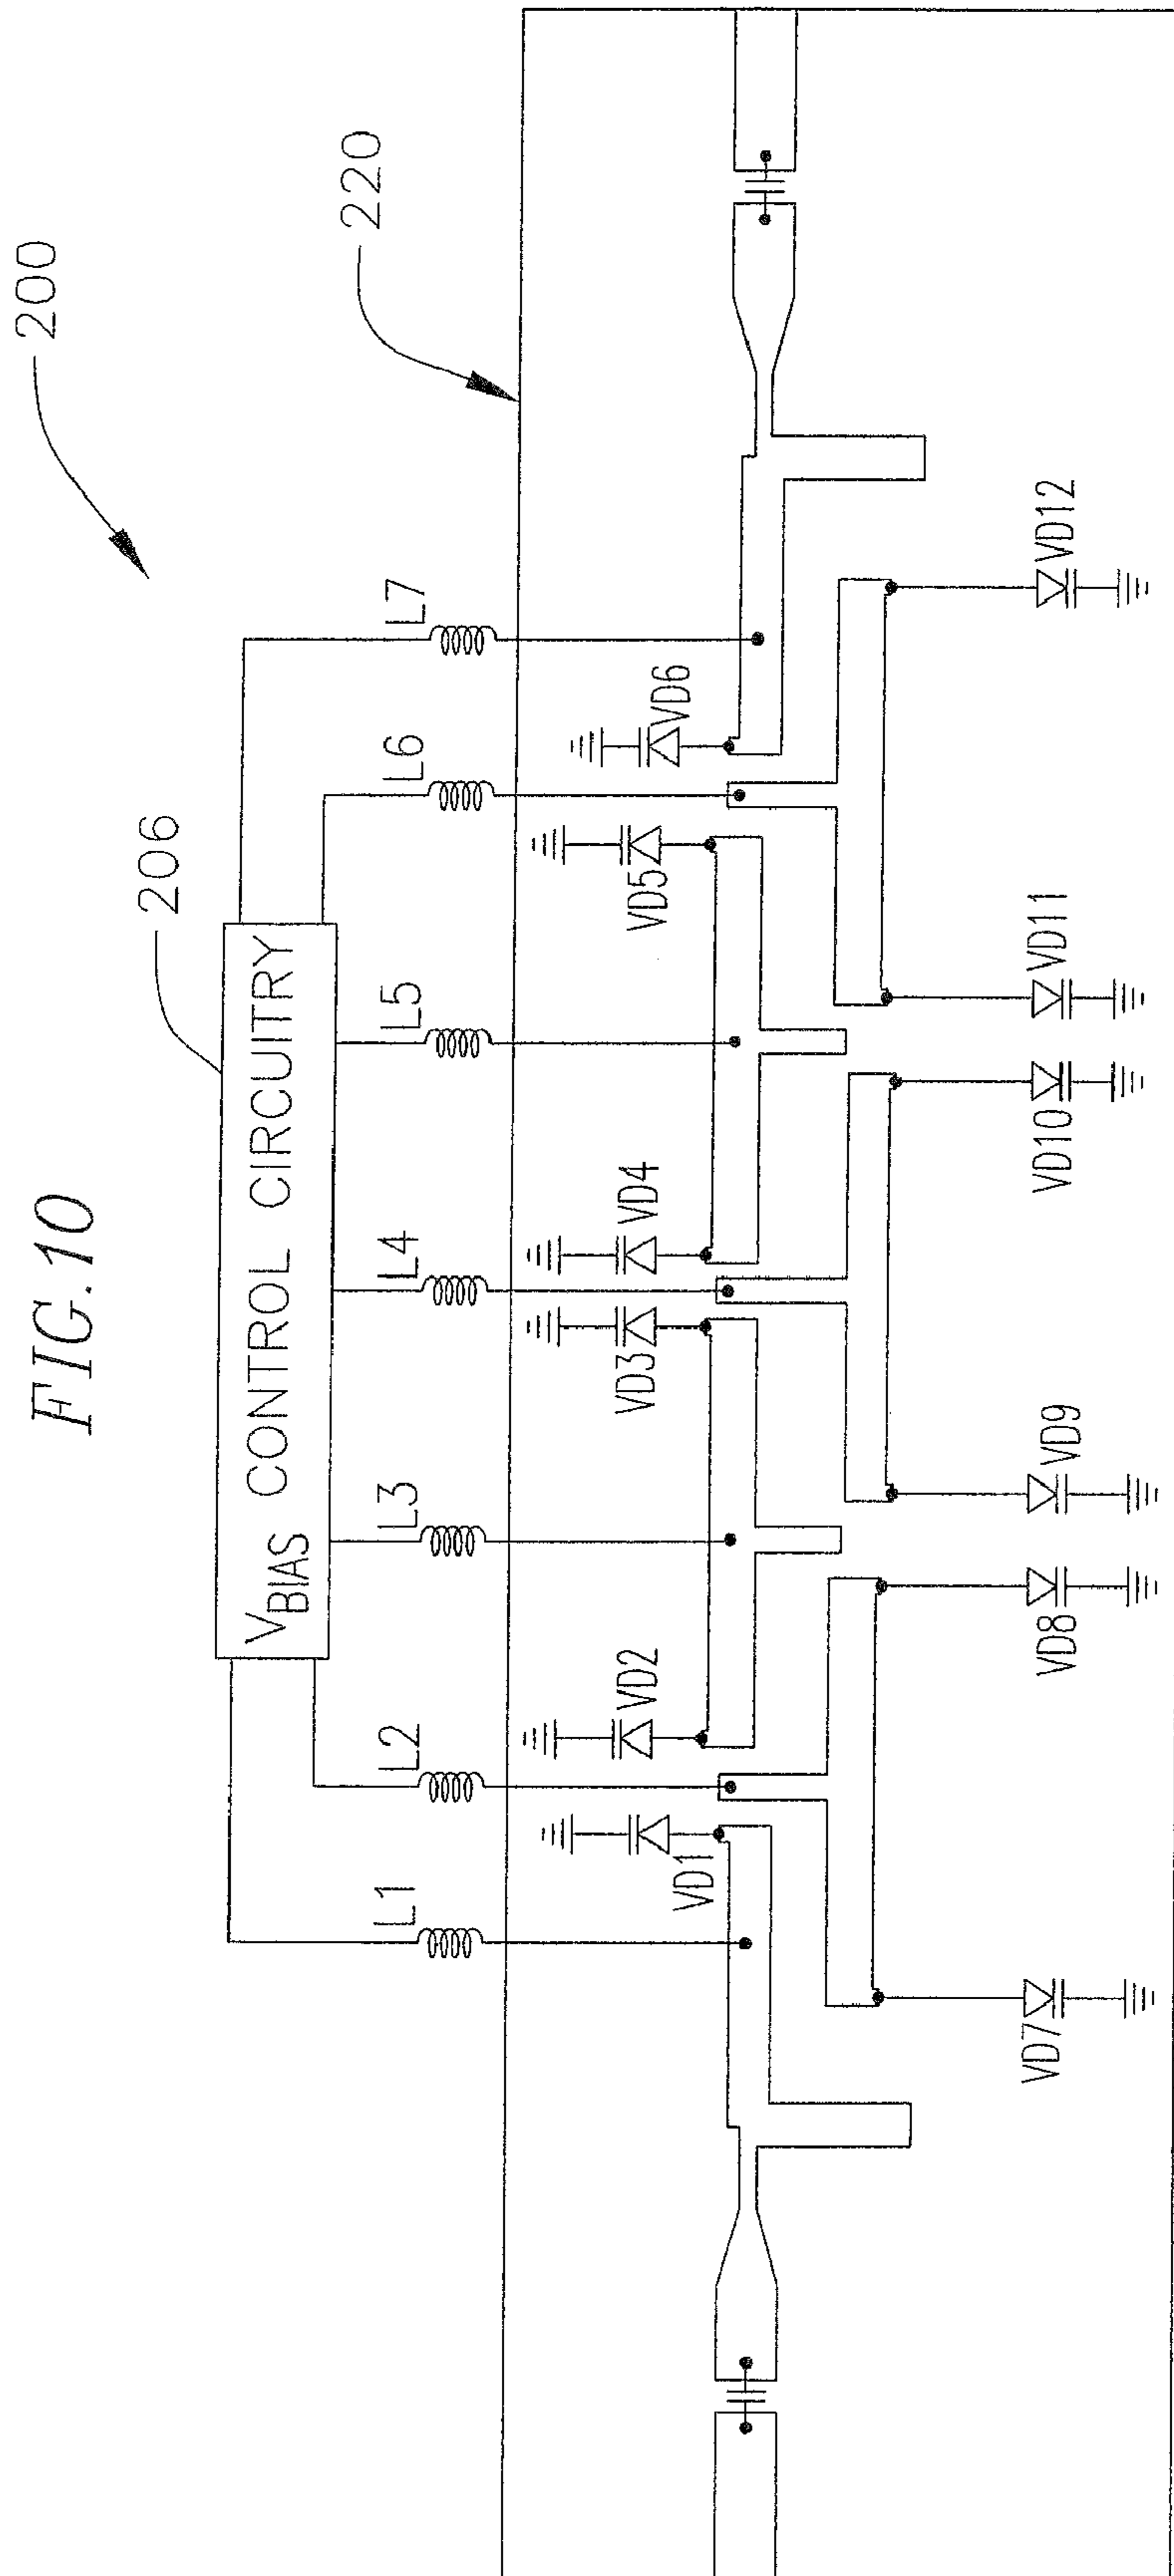 FIG.10
200
220
206
VBIAS CONTROL CIRCUITRY
L1
L2
L3
L4
L5
L6
L7
VD1
VD2
VD3
VD4
VD5
VD6
VD7
VD8
VD9
VD10
VD11
VD12